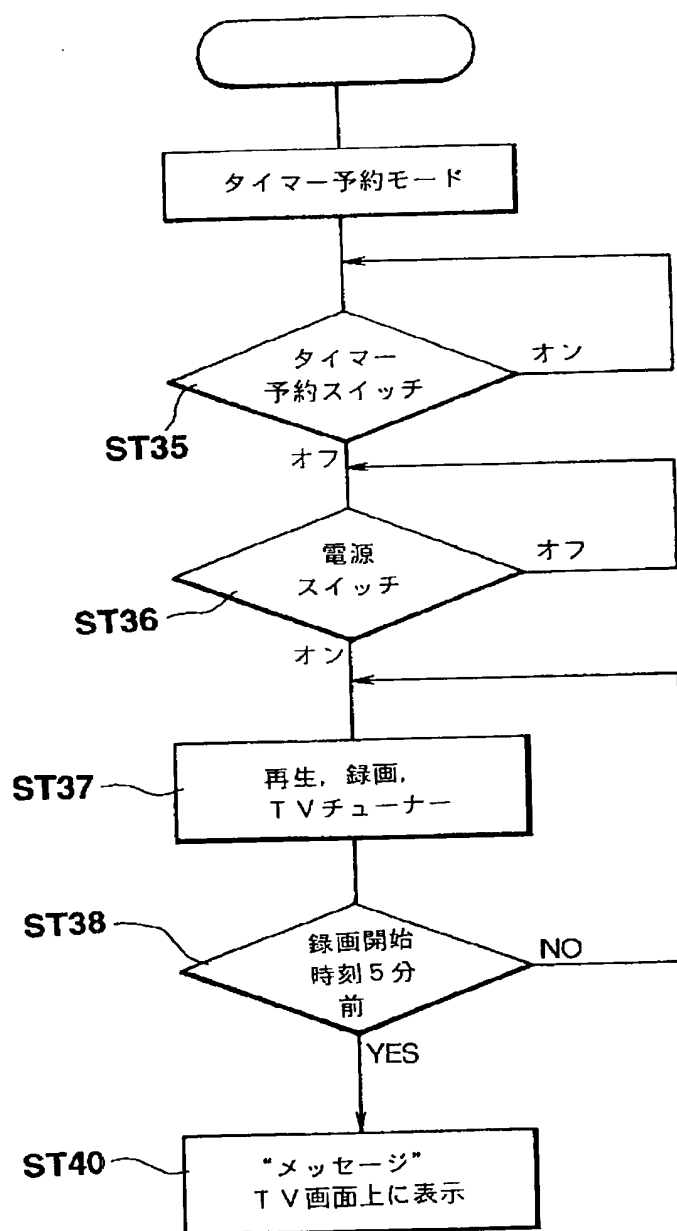 タイマー予約モード
タイマー
予約スイッチ
オン
ST35
オフ
電源
スイッチ
オフ
ST36
オン
ST37
再生，録画，
ＴＶチューナー
ST38
録画開始
時刻５分
前
NO
YES
ST40
“メッセージ”
ＴＶ画面上に表示